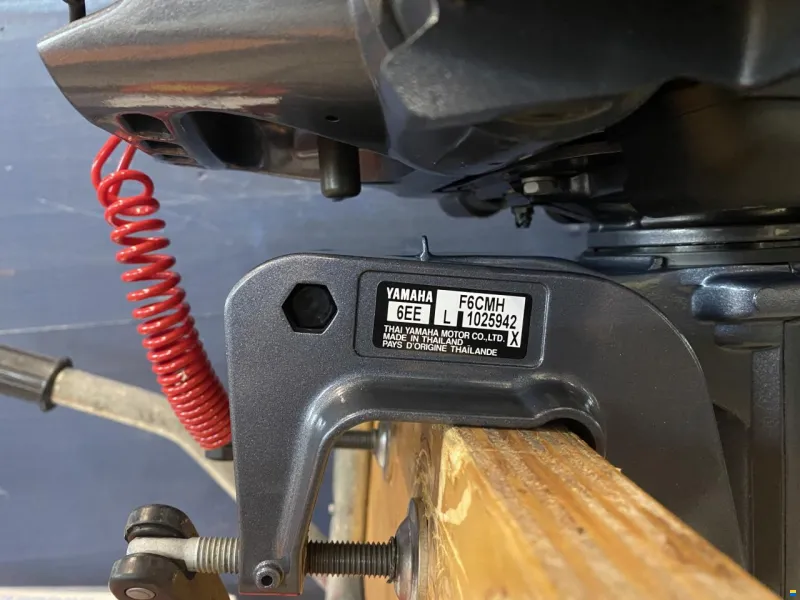 YAMAHA F6CMH
6EE L 1025942
THAI YAMAHA MOTOR CO.,LTD. X
MADE IN THAILAND
PAYS D'ORIGINE THAÏLANDE